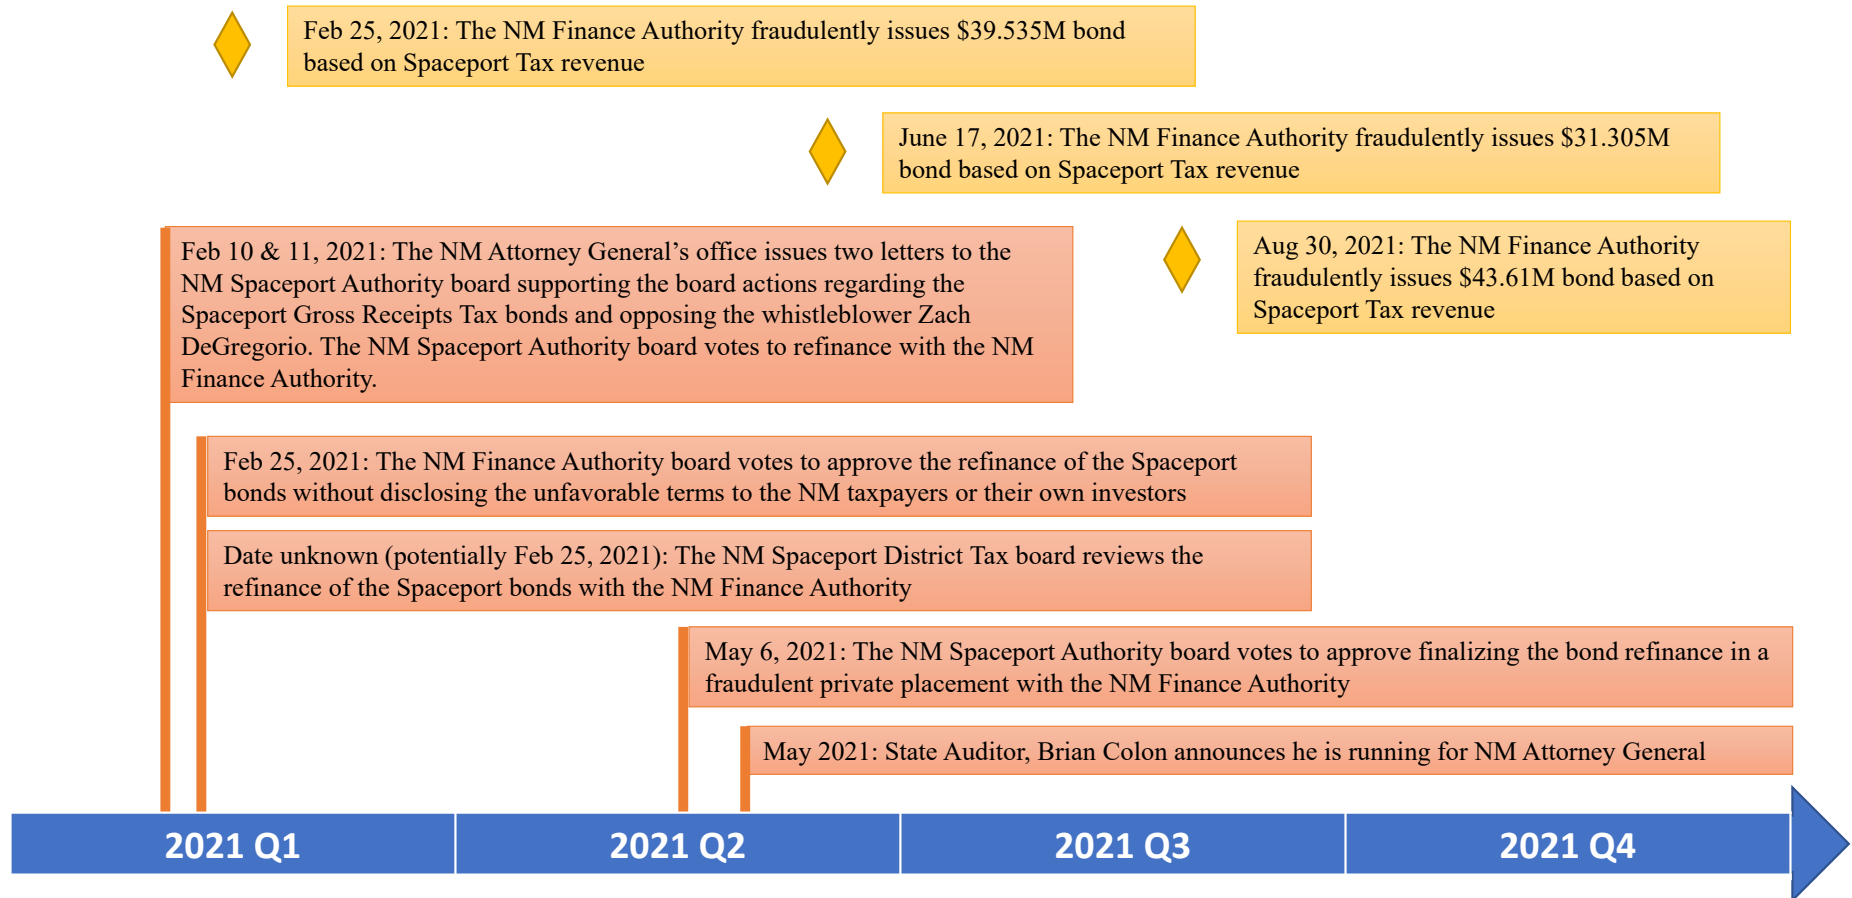 Feb 25, 2021: The NM Finance Authority fraudulently issues $39.535M bond
based on Spaceport Tax revenue
June 17, 2021: The NM Finance Authority fraudulently issues $31.305M
bond based on Spaceport Tax revenue
Aug 30, 2021: The NM Finance Authority
fraudulently issues $43.61M bond based on
Spaceport Tax revenue
Feb 10 & 11, 2021: The NM Attorney General’s office issues two letters to the
NM Spaceport Authority board supporting the board actions regarding the
Spaceport Gross Receipts Tax bonds and opposing the whistleblower Zach
DeGregorio. The NM Spaceport Authority board votes to refinance with the NM
Finance Authority.
Feb 25, 2021: The NM Finance Authority board votes to approve the refinance of the Spaceport
bonds without disclosing the unfavorable terms to the NM taxpayers or their own investors
Date unknown (potentially Feb 25, 2021): The NM Spaceport District Tax board reviews the
refinance of the Spaceport bonds with the NM Finance Authority
May 6, 2021: The NM Spaceport Authority board votes to approve finalizing the bond refinance in a
fraudulent private placement with the NM Finance Authority
May 2021: State Auditor, Brian Colon announces he is running for NM Attorney General
2021 Q1
2021 Q2
2021 Q3
2021 Q4